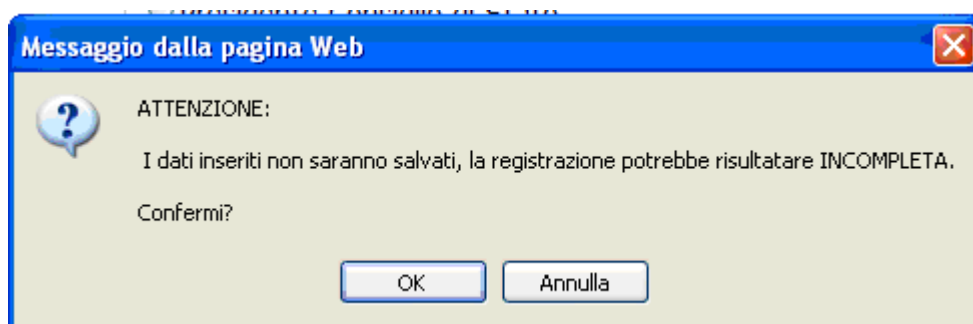 Messaggio dalla pagina Web
ATTENZIONE:
I dati inseriti non saranno salvati, la registrazione potrebbe risultatare INCOMPLETA.
Confermi?
OK
Annulla